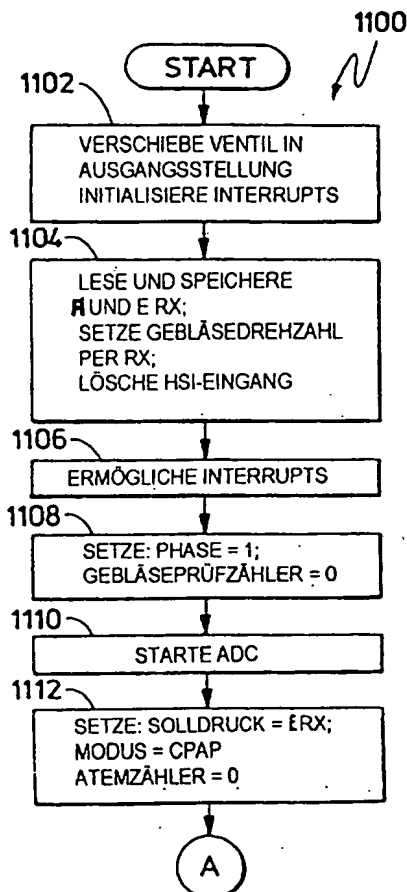 1100
START
1102
VERSCHIEBE VENTIL IN
AUSGANGSSTELLUNG
INITIALISIERE INTERRUPTS
1104
LESE UND SPEICHERE
UND E RX;
SETZE GEBLÄSEDREHZAHL
PER RX;
LÖSCHE HSI-EINGANG
1106
ERMÖGLICHE INTERRUPTS
1108
SETZE: PHASE = 1;
GEBLÄSEPRÜFZÄHLER = 0
1110
STARTE ADC
1112
SETZE: SOLLDRUCK = ERX;
MODUS = CPAP
ATEMZÄHLER = 0
A